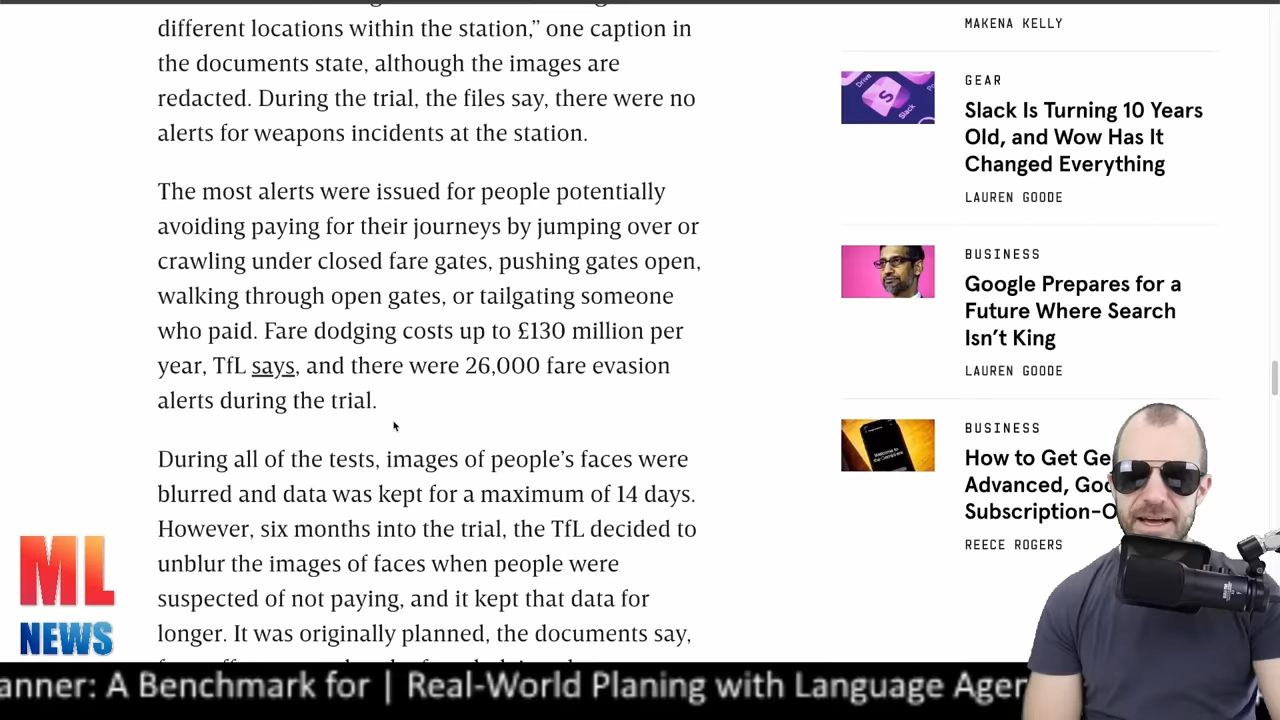 different locations within the station,” one caption in
the documents state, although the images are
redacted. During the trial, the files say, there were no
alerts for weapons incidents at the station.
The most alerts were issued for people potentially
avoiding paying for their journeys by jumping over or
crawling under closed fare gates, pushing gates open,
walking through open gates, or tailgating someone
who paid. Fare dodging costs up to £130 million per
year, TfL says, and there were 26,000 fare evasion
alerts during the trial.
During all of the tests, images of people’s faces were
blurred and data was kept for a maximum of 14 days.
However, six months into the trial, the TfL decided to
unblur the images of faces when people were
suspected of not paying, and it kept that data for
longer. It was originally planned, the documents say,
MAKENA KELLY
GEAR
Slack Is Turning 10 Years
Old, and Wow Has It
Changed Everything
LAUREN GOODE
BUSINESS
Google Prepares for a
Future Where Search
Isn’t King
LAUREN GOODE
BUSINESS
How to Get Ge
Advanced, Goo
Subscription-O
REECE ROGERS
Drive
S
Slack
ML
NEWS
anner: A Benchmark for | Real-World Planing with Language Agen